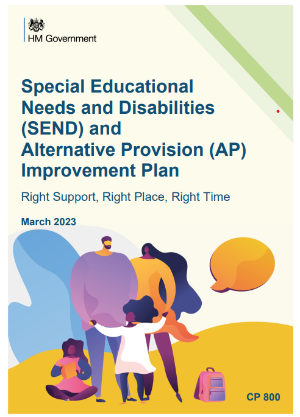 HM Government
Special Educational
Needs and Disabilities
(SEND) and
Alternative Provision (AP)
Improvement Plan
Right Support, Right Place, Right Time
March 2023
CP 800